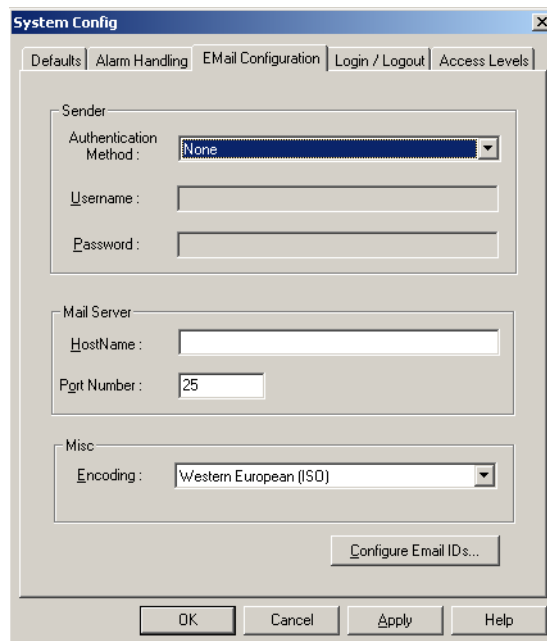 System Config
Defaults Alarm Handling EMail Configuration Login / Logout Access Levels
Sender
Authentication
Method :
None
Username :
Password :
Mail Server
HostName :
Port Number : 25
Misc
Encoding : Western European (ISO)
Configure Email IDs...
OK Cancel Apply Help